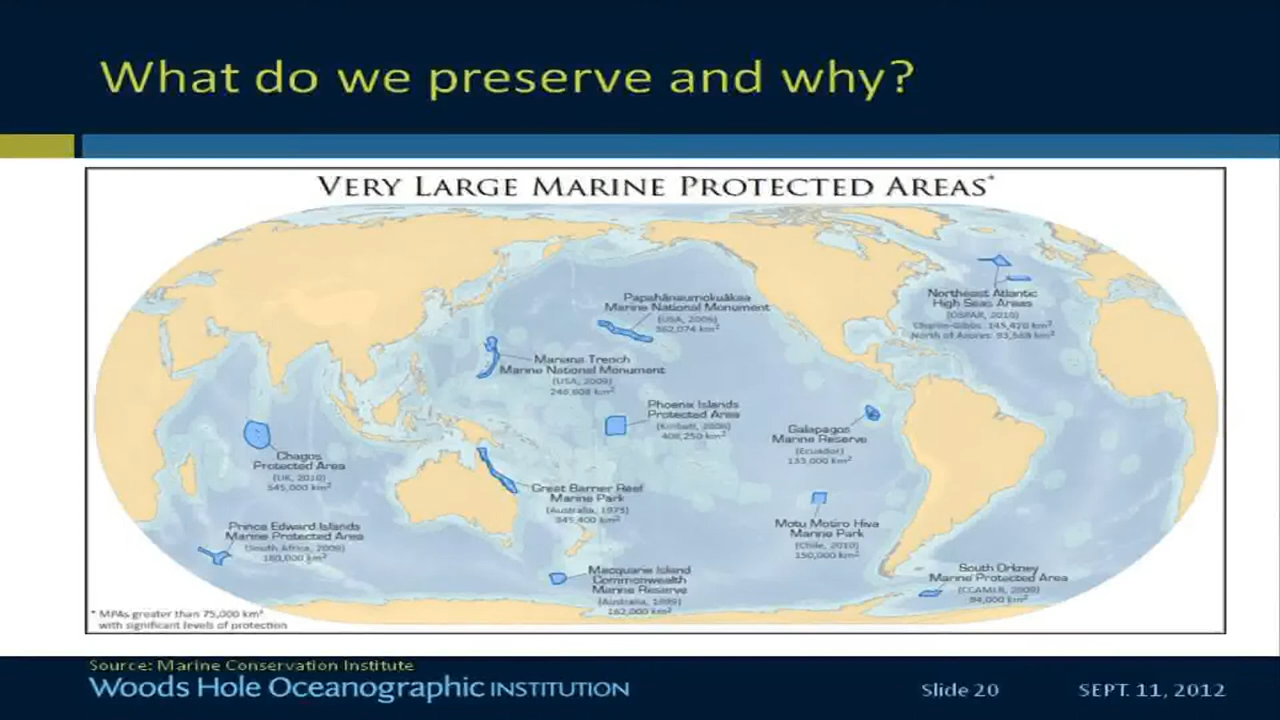 What do we preserve and why?
VERY LARGE MARINE PROTECTED AREAS*
Papahānaumokuākea
Marine National Monument
(USA, 2006)
362,074 km²
Northeast Atlantic
High Seas Areas
(OSPAR, 2010)
Charlie-Gibbs: 145,420 km²
North of Azores: 93,568 km²
Mariana Trench
Marine National Monument
(USA, 2009)
Phoenix Islands
Protected Area
(Kiribati, 2006)
408,250 km²
Galapagos
Marine Reserve
(Ecuador)
133,000 km²
Chagos
Protected Area
(UK, 2010)
545,000 km²
Great Barrier Reef
Marine Park
(Australia, 1975)
345,400 km²
Prince Edward Islands
Marine Protected Area
(South Africa, 2009)
180,000 km²
Motu Motiro Hiva
Marine Park
(Chile, 2010)
150,000 km²
Macquarie Island
Commonwealth
Marine Reserve
(Australia, 1999)
162,000 km²
South Orkney
Marine Protected Area
(CCAMLR, 2009)
94,000 km²
* MPAs greater than 75,000 km²
with significant levels of protection
Source: Marine Conservation Institute
Woods Hole Oceanographic INSTITUTION
Slide 20
SEPT. 11, 2012